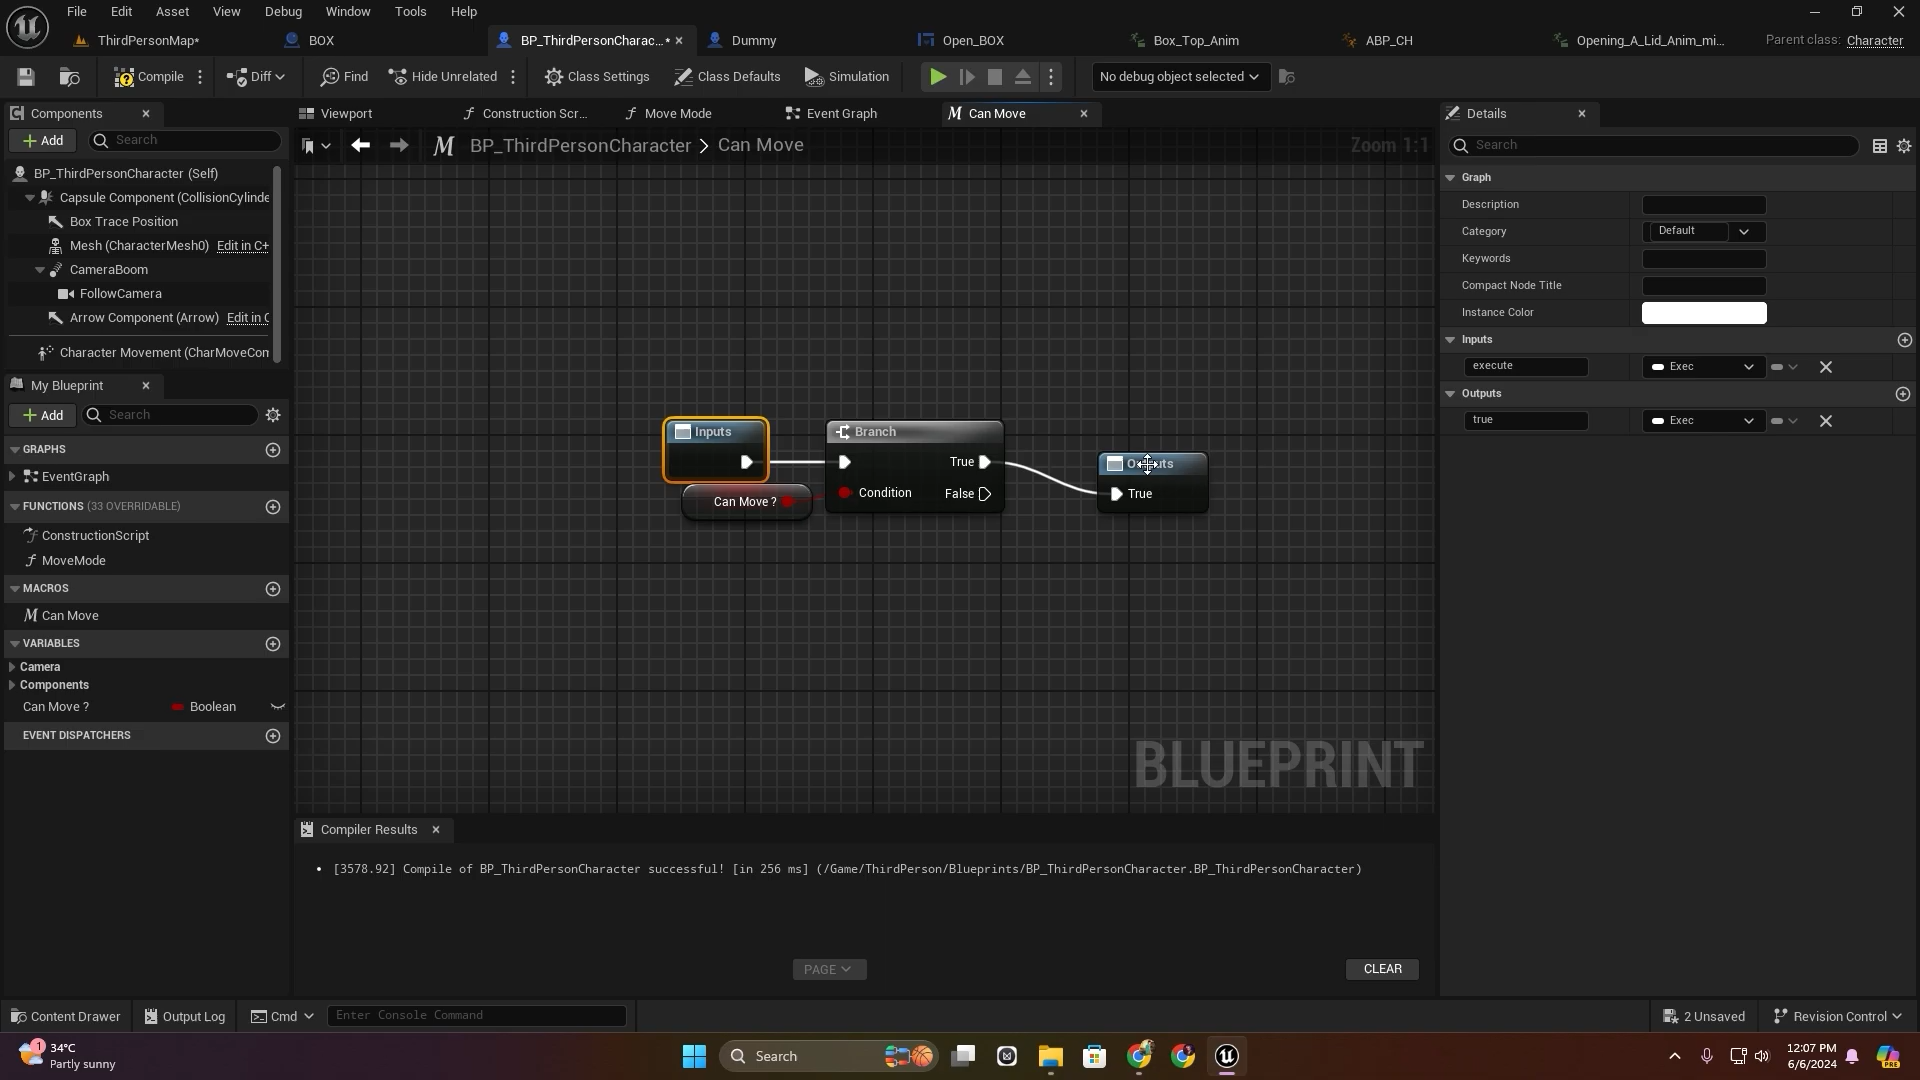 File Edit Asset View Debug Window Tools Help
ThirdPersonMap* BOX BP_ThirdPersonCharac...* Dummy Open_BOX Box_Top_Anim ABP_CH Opening_A_Lid_Anim_mi... Parent class: Character
Compile Diff Find Hide Unrelated Class Settings Class Defaults Simulation No debug object selected
Components Viewport Construction Scr... Move Mode Event Graph Can Move Details
Add Search BP_ThirdPersonCharacter > Can Move Zoom 1:1 Search
BP_ThirdPersonCharacter (Self)
Capsule Component (CollisionCylinde
Box Trace Position
Mesh (CharacterMesh0) Edit in C+
CameraBoom
FollowCamera
Arrow Component (Arrow) Edit in C
Character Movement (CharMoveCom
My Blueprint
Add Search
GRAPHS
EventGraph
FUNCTIONS (33 OVERRIDABLE)
ConstructionScript
MoveMode
MACROS
Can Move
VARIABLES
Camera
Components
Can Move ? Boolean
EVENT DISPATCHERS
Inputs
Can Move ?
Branch
True
Condition False
True
BLUEPRINT
Graph
Description
Category Default
Keywords
Compact Node Title
Instance Color
Inputs
execute Exec
Outputs
true Exec
Compiler Results
[3578.92] Compile of BP_ThirdPersonCharacter successful! [in 256 ms] (/Game/ThirdPerson/Blueprints/BP_ThirdPersonCharacter.BP_ThirdPersonCharacter)
PAGE CLEAR
Content Drawer Output Log Cmd Enter Console Command 2 Unsaved Revision Control
1 34°C
Partly sunny
Search
12:07 PM
6/6/2024
PRE